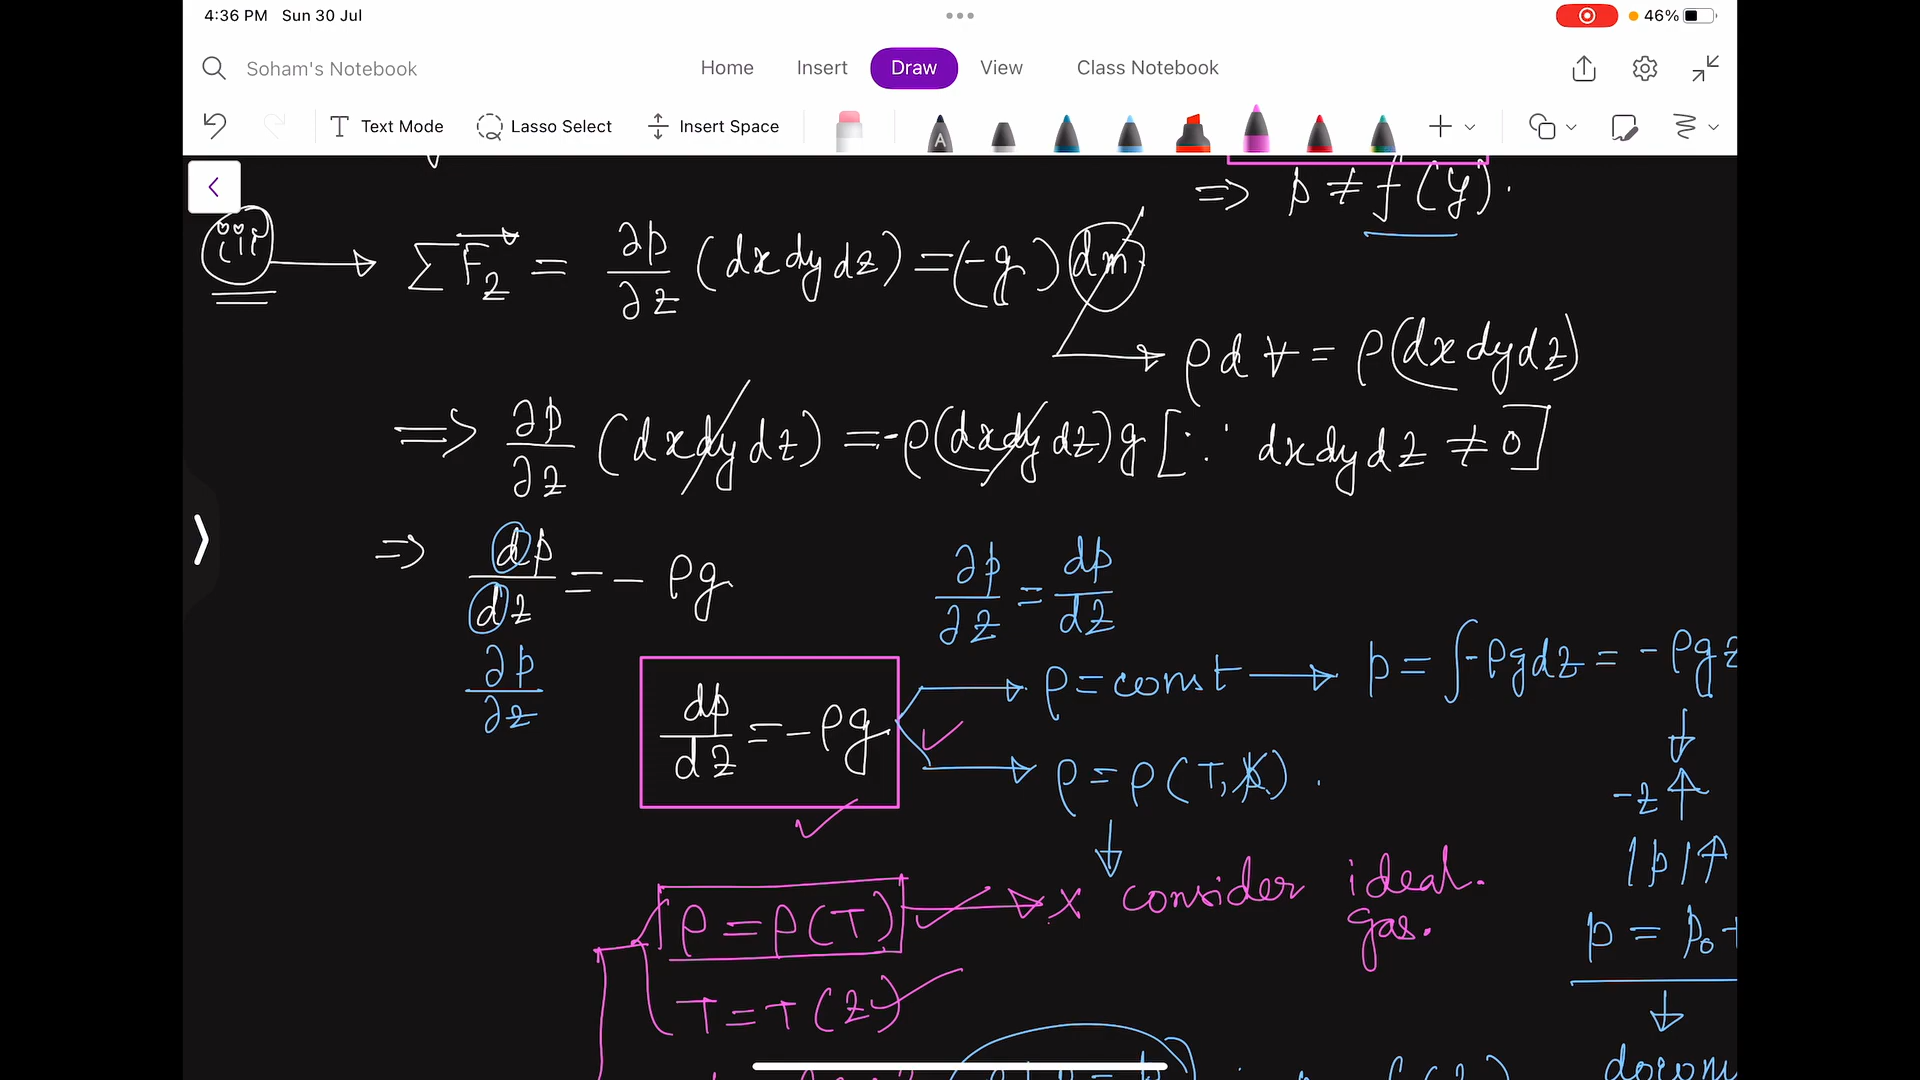 4:36 PM Sun 30 Jul
46%
Soham's Notebook
Home Insert Draw View Class Notebook
Text Mode Lasso Select Insert Space
=> p ≠ f(y).
(iii) → ΣF_z = ∂p/∂z (dx dy dz) = (-g) dm
→ ρ d∀ = ρ(dx dy dz)
=> ∂p/∂z (dx dy dz) = -ρ(dx dy dz)g [∵ dx dy dz ≠ 0]
=> dp/dz = - ρg
∂p/∂z = dp/dz
∂p/∂z
dp/dz = -ρg
→ ρ = const → p = ∫-ρg dz = -ρgz
→ ρ = ρ(T, p).
-z ↑
|p| ↑
ρ = ρ(T) → x consider ideal gas.
p = p₀ +
T = T(z)